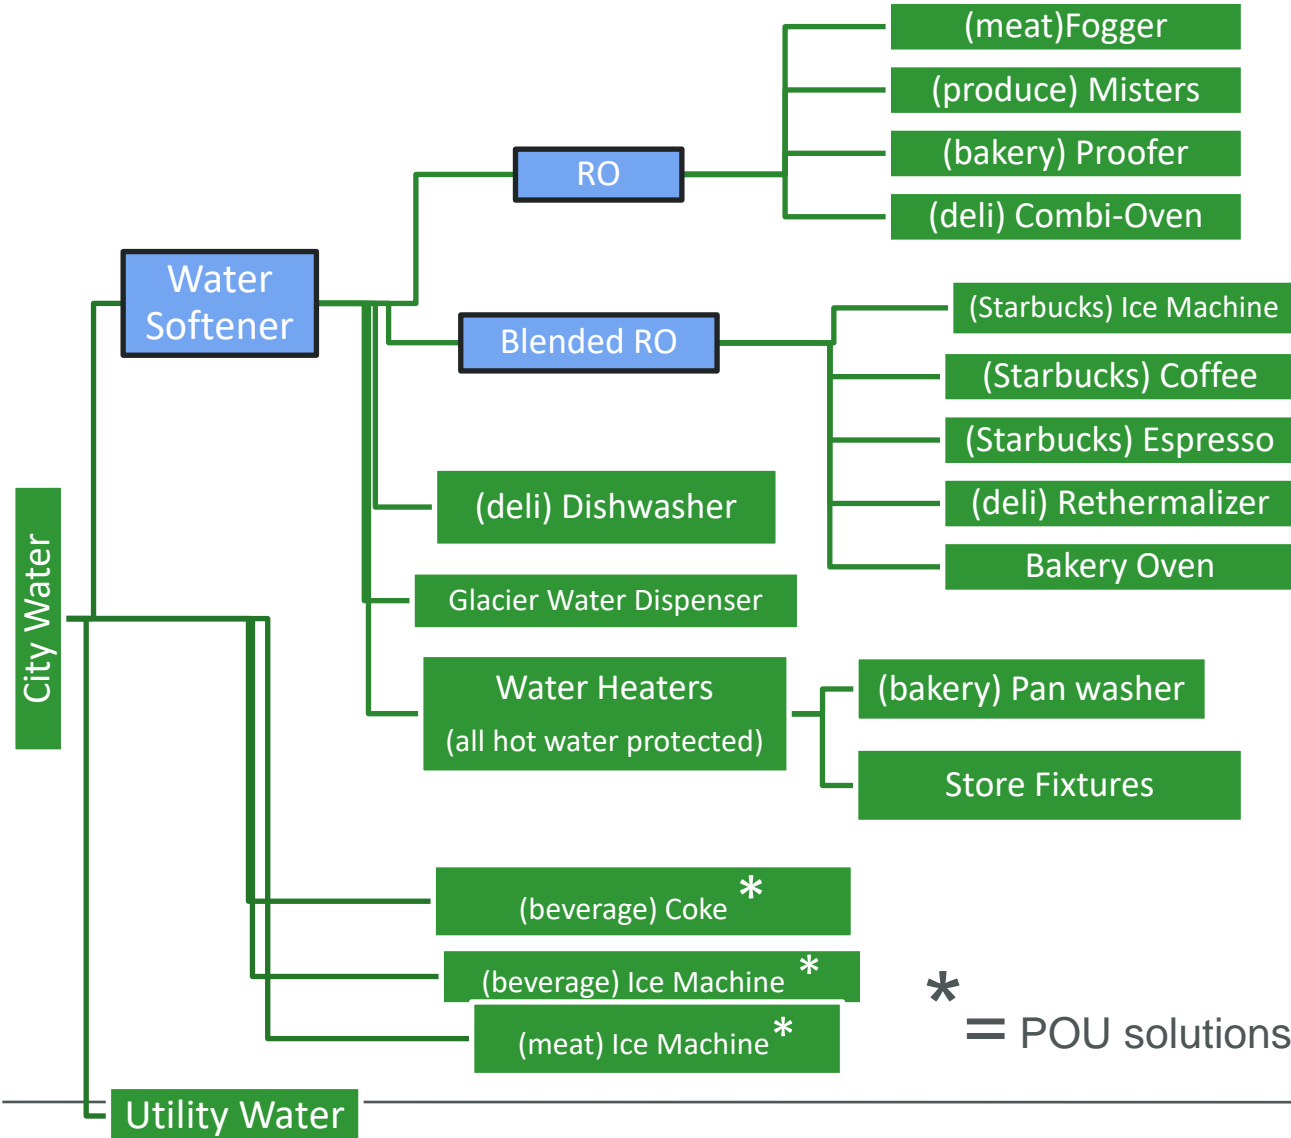 (meat)Fogger
(produce) Misters
(bakery) Proofer
(deli) Combi-Oven
RO
Water
Softener
Blended RO
(Starbucks) Ice Machine
(Starbucks) Coffee
(Starbucks) Espresso
(deli) Rethermalizer
Bakery Oven
(deli) Dishwasher
Glacier Water Dispenser
City Water
Water Heaters
(all hot water protected)
(bakery) Pan washer
Store Fixtures
(beverage) Coke *
(beverage) Ice Machine *
(meat) Ice Machine *
* = POU solutions
Utility Water